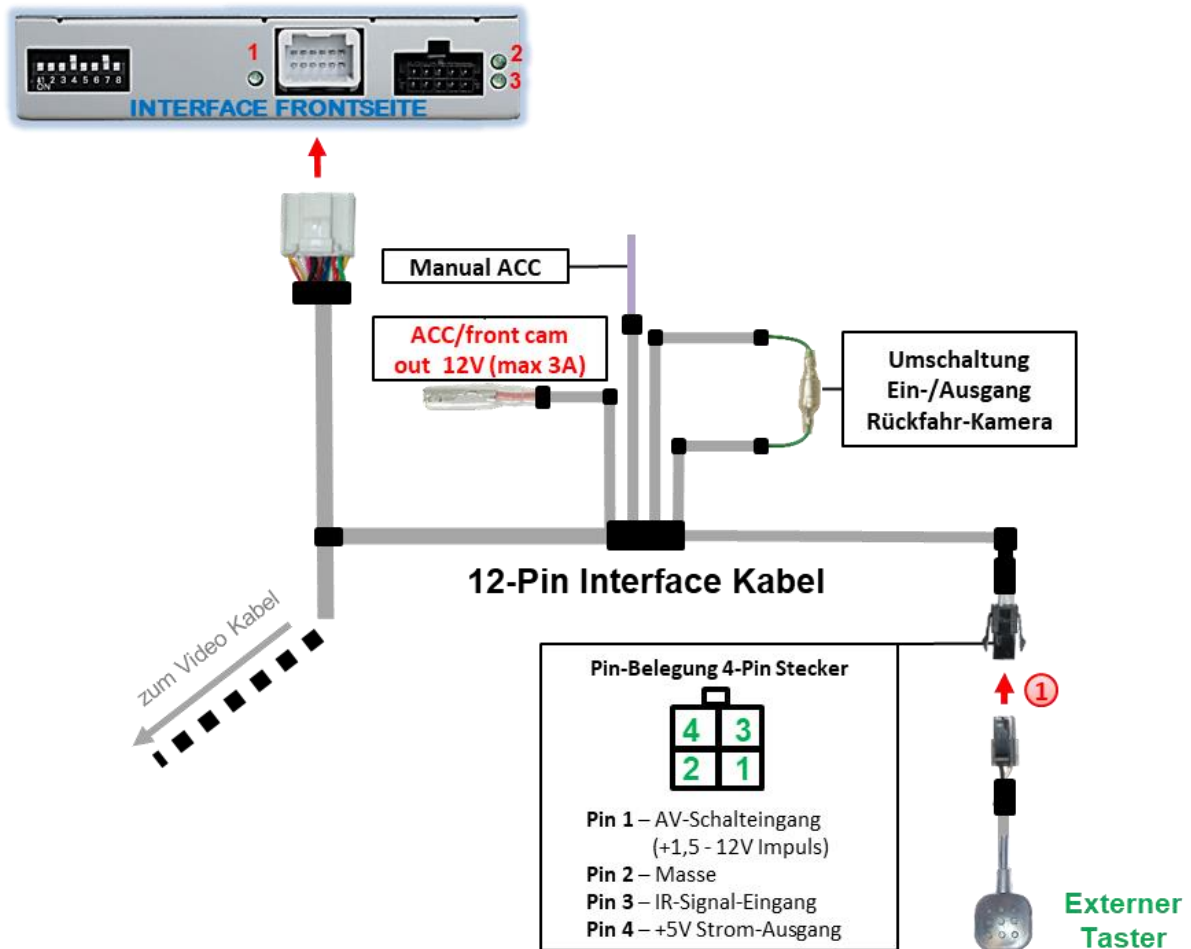 1
2
3
1 2 3 4 5 6 7 8
ON
INTERFACE FRONTSEITE
Manual ACC
ACC/front cam
out 12V (max 3A)
Umschaltung
Ein-/Ausgang
Rückfahr-Kamera
12-Pin Interface Kabel
zum Video Kabel
1
Pin-Belegung 4-Pin Stecker
4 3
2 1
Pin 1 – AV-Schalteingang
(+1,5 - 12V Impuls)
Pin 2 – Masse
Pin 3 – IR-Signal-Eingang
Pin 4 – +5V Strom-Ausgang
Externer
Taster